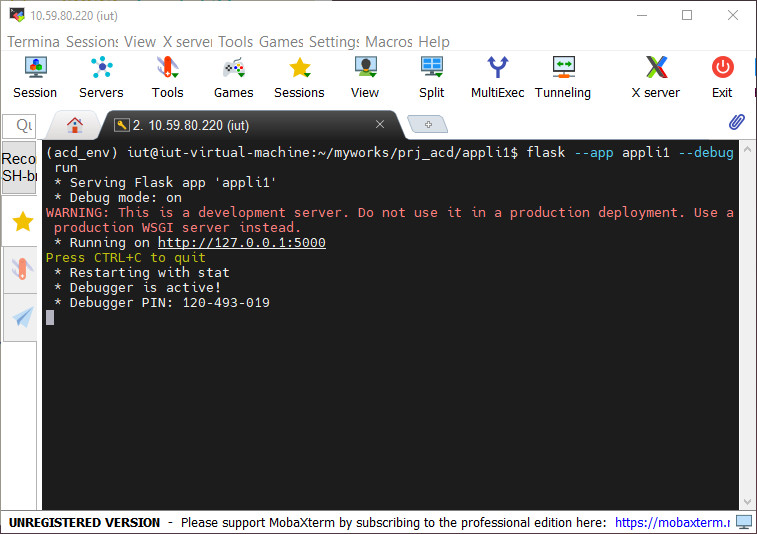 10.59.80.220 (iut)
Termina Sessions View X server Tools Games Settings Macros Help
Session Servers Tools Games Sessions View Split MultiExec Tunneling X server Exit
2. 10.59.80.220 (iut)
Reco
SH-br
(acd_env) iut@iut-virtual-machine:~/myworks/prj_acd/appli1$ flask --app appli1 --debug
run
* Serving Flask app 'appli1'
* Debug mode: on
WARNING: This is a development server. Do not use it in a production deployment. Use a
production WSGI server instead.
* Running on http://127.0.0.1:5000
Press CTRL+C to quit
* Restarting with stat
* Debugger is active!
* Debugger PIN: 120-493-019
UNREGISTERED VERSION - Please support MobaXterm by subscribing to the professional edition here: https://mobaxterm.